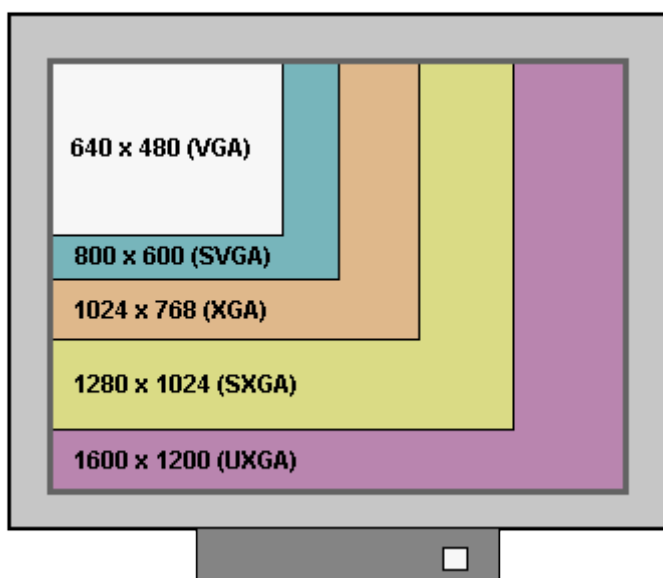 640 x 480 (VGA)
800 x 600 (SVGA)
1024 x 768 (XGA)
1280 x 1024 (SXGA)
1600 x 1200 (UXGA)